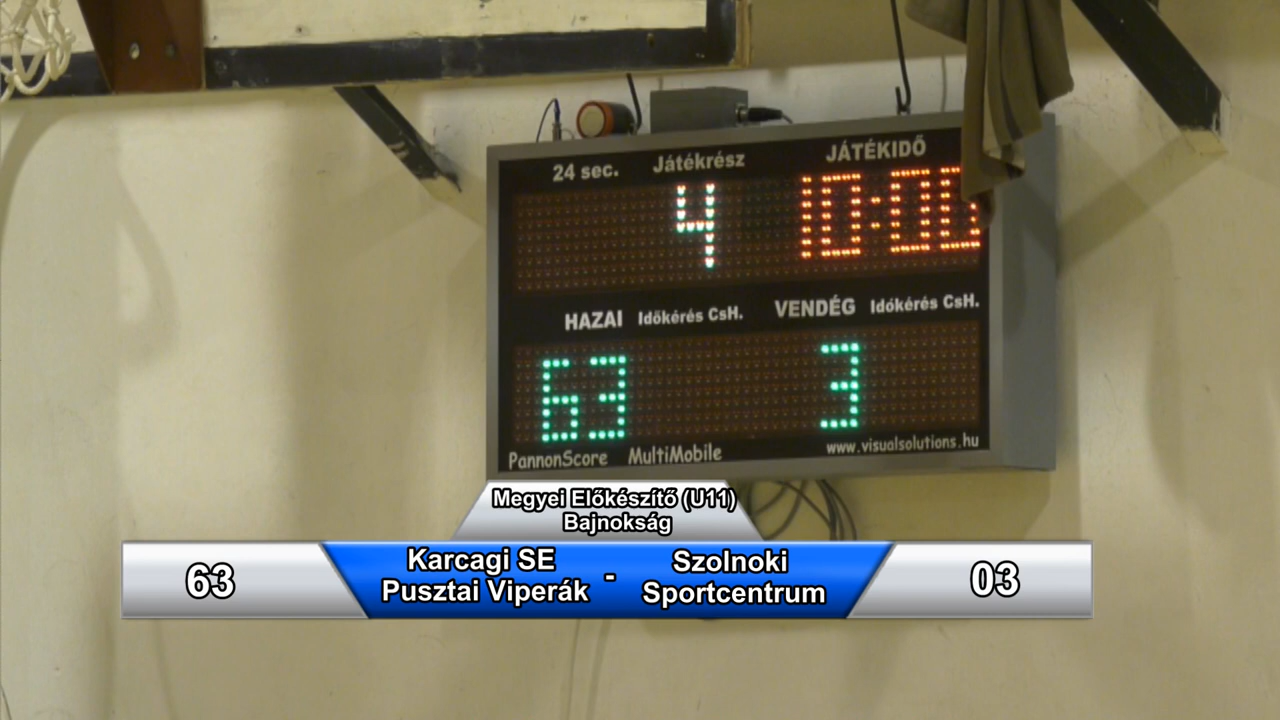 24 sec. Játékrész JÁTÉKIDŐ
4 10:00
HAZAI Időkérés CsH. VENDÉG Idókérés CsH.
63 3
PannonScore MultiMobile www.visualsolutions.hu
Megyei Előkészítő (U11)
Bajnokság
63 Karcagi SE
Pusztai Viperák - Szolnoki
Sportcentrum 03